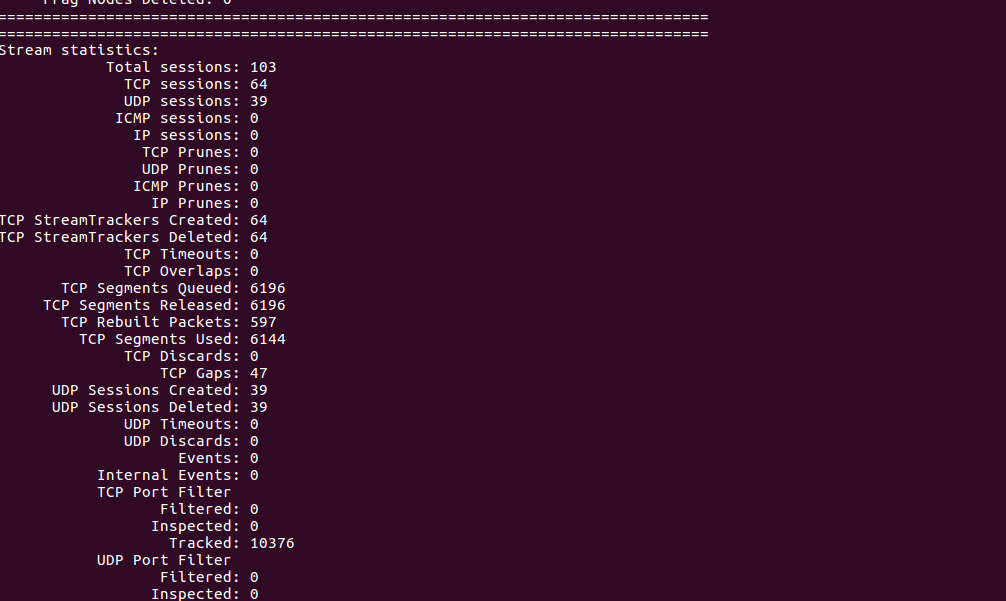 Frag Nodes Deleted: 0
===============================================================================
===============================================================================
Stream statistics:
Total sessions: 103
TCP sessions: 64
UDP sessions: 39
ICMP sessions: 0
IP sessions: 0
TCP Prunes: 0
UDP Prunes: 0
ICMP Prunes: 0
IP Prunes: 0
TCP StreamTrackers Created: 64
TCP StreamTrackers Deleted: 64
TCP Timeouts: 0
TCP Overlaps: 0
TCP Segments Queued: 6196
TCP Segments Released: 6196
TCP Rebuilt Packets: 597
TCP Segments Used: 6144
TCP Discards: 0
TCP Gaps: 47
UDP Sessions Created: 39
UDP Sessions Deleted: 39
UDP Timeouts: 0
UDP Discards: 0
Events: 0
Internal Events: 0
TCP Port Filter
Filtered: 0
Inspected: 0
Tracked: 10376
UDP Port Filter
Filtered: 0
Inspected: 0